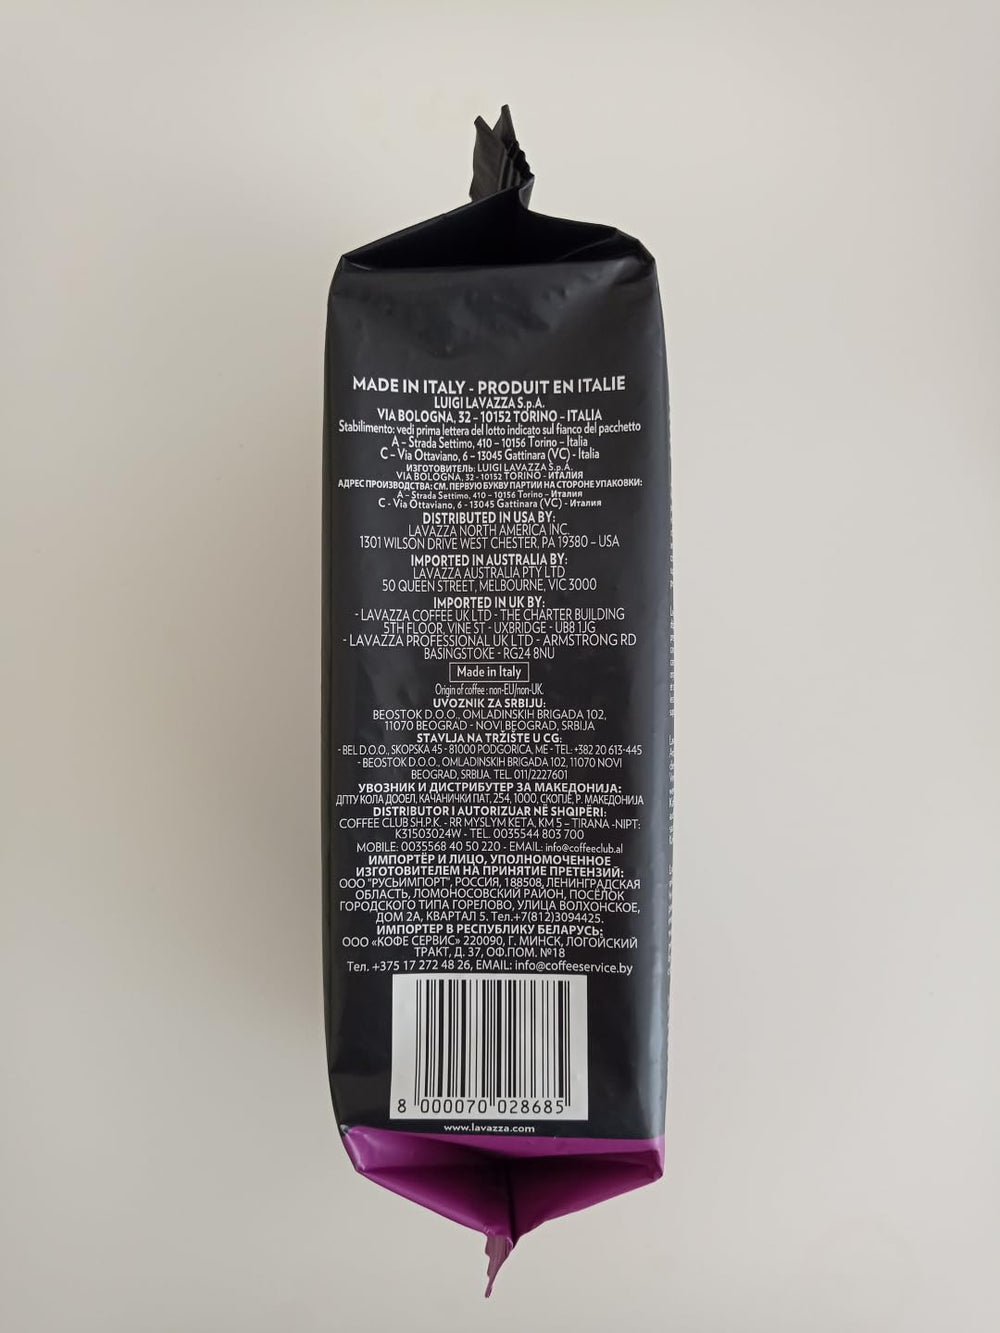 MADE IN ITALY - PRODUIT EN ITALIE
LUIGI LAVAZZA S.p.A.
VIA BOLOGNA, 32 - 10152 TORINO - ITALIA
Stabilimento: vedi prima lettera del lotto indicato sul fianco del pacchetto
A - Strada Settimo, 410 - 10156 Torino - Italia
C - Via Ottaviano, 6 - 13045 Gattinara (VC) - Italia
ИЗГОТОВИТЕЛЬ: LUIGI LAVAZZA S.p.A.
VIA BOLOGNA, 32 - 10152 TORINO - ИТАЛИЯ
АДРЕС ПРОИЗВОДСТВА: СМ. ПЕРВУЮ БУКВУ ПАРТИИ НА СТОРОНЕ УПАКОВКИ:
A - Strada Settimo, 410 - 10156 Torino - Италия
C - Via Ottaviano, 6 - 13045 Gattinara (VC) - Италия
DISTRIBUTED IN USA BY:
LAVAZZA NORTH AMERICA INC.
1301 WILSON DRIVE WEST CHESTER, PA 19380 - USA
IMPORTED IN AUSTRALIA BY:
LAVAZZA AUSTRALIA PTY LTD
50 QUEEN STREET, MELBOURNE, VIC 3000
IMPORTED IN UK BY:
- LAVAZZA COFFEE UK LTD - THE CHARTER BUILDING
5TH FLOOR, VINE ST - UXBRIDGE - UB8 1JG
- LAVAZZA PROFESSIONAL UK LTD - ARMSTRONG RD
BASINGSTOKE - RG24 8NU
Made in Italy
Origin of coffee: non-EU/non-UK.
UVOZNIK ZA SRBIJU:
BEOSTOK D.O.O., OMLADINSKIH BRIGADA 102,
11070 BEOGRAD - NOVI BEOGRAD, SRBIJA
STAVLJA NA TRŽIŠTE U CG:
- BEL D.O.O., SKOPSKA 45 - 81000 PODGORICA, ME - TEL: +382 20 613-445
- BEOSTOK D.O.O., OMLADINSKIH BRIGADA 102, 11070 NOVI
BEOGRAD, SRBIJA. TEL. 011/2227601
УВОЗНИК И ДИСТРИБУТЕР ЗА МАКЕДОНИЈА:
ДПТУ КОЛА ДООЕЛ, КАЧАНИЧКИ ПАТ, 254, 1000, СКОПЈЕ, Р. МАКЕДОНИЈА
DISTRIBUTOR I AUTORIZUAR NË SHQIPËRI:
COFFEE CLUB SH.P.K. - RR MYSLYM KETA, KM 5 - TIRANA -NIPT:
K31503024W - TEL. 0035544 803 700
MOBILE: 0035568 40 50 220 - EMAIL: info@coffeeclub.al
ИМПОРТЁР И ЛИЦО, УПОЛНОМОЧЕННОЕ
ИЗГОТОВИТЕЛЕМ НА ПРИНЯТИЕ ПРЕТЕНЗИЙ:
ООО "РУСЬИМПОРТ", РОССИЯ, 188508, ЛЕНИНГРАДСКАЯ
ОБЛАСТЬ, ЛОМОНОСОВСКИЙ РАЙОН, ПОСЁЛОК
ГОРОДСКОГО ТИПА ГОРЕЛОВО, УЛИЦА ВОЛХОНСКОЕ,
ДОМ 2А, КВАРТАЛ 5. Тел.+7(812)3094425.
ИМПОРТЕР В РЕСПУБЛИКУ БЕЛАРУСЬ:
ООО «КОФЕ СЕРВИС» 220090, Г. МИНСК, ЛОГОЙСКИЙ
ТРАКТ, Д. 37, ОФ.ПОМ. №18
Тел. +375 17 272 48 26, EMAIL: info@coffeeservice.by
8 000070 028685
www.lavazza.com